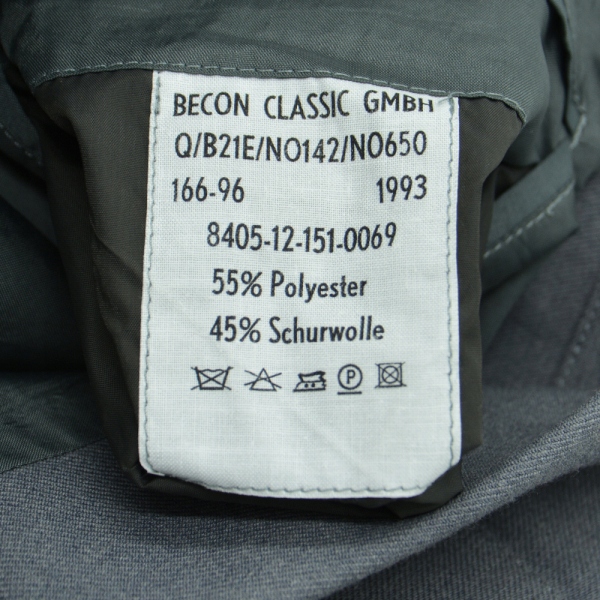 BECON CLASSIC GMBH
Q/B21E/NO142/NO650
166-96 1993
8405-12-151-0069
55% Polyester
45% Schurwolle
P